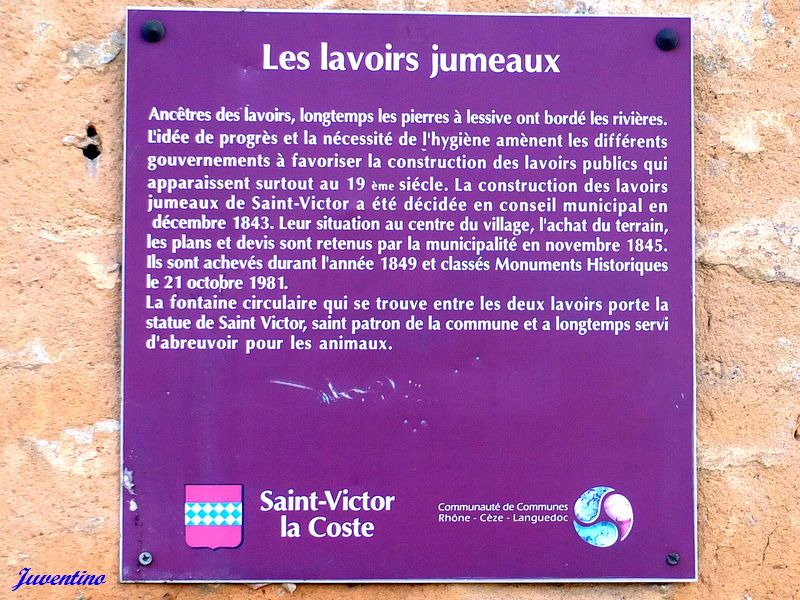 Les lavoirs jumeaux
Ancêtres des lavoirs, longtemps les pierres à lessive ont bordé les rivières.
L'idée de progrès et la nécessité de l'hygiène amènent les différents
gouvernements à favoriser la construction des lavoirs publics qui
apparaissent surtout au 19 ème siécle. La construction des lavoirs
jumeaux de Saint-Victor a été décidée en conseil municipal en
décembre 1843. Leur situation au centre du village, l'achat du terrain,
les plans et devis sont retenus par la municipalité en novembre 1845.
Ils sont achevés durant l'année 1849 et classés Monuments Historiques
le 21 octobre 1981.
La fontaine circulaire qui se trouve entre les deux lavoirs porte la
statue de Saint Victor, saint patron de la commune et a longtemps servi
d'abreuvoir pour les animaux.
Saint-Victor
la Coste
Communauté de Communes
Rhône - Cèze - Languedoc
Juventino